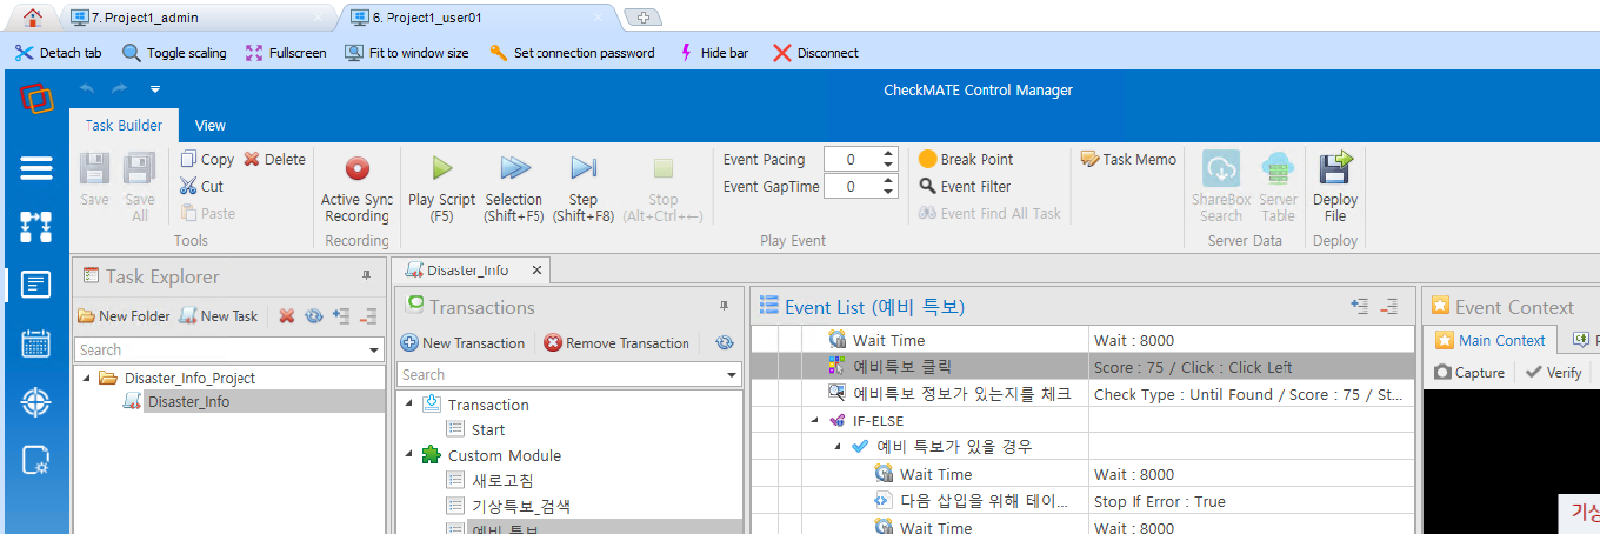 7. Project1_admin
6. Project1_user01
Detach tab
Toggle scaling
Fullscreen
Fit to window size
Set connection password
Hide bar
Disconnect
CheckMATE Control Manager
Task Builder
View
Save
Save All
Copy
Delete
Cut
Paste
Tools
Active Sync Recording
Recording
Play Script (F5)
Selection (Shift+F5)
Step (Shift+F8)
Stop (Alt+Ctrl+←)
Event Pacing 0
Event GapTime 0
Break Point
Event Filter
Event Find All Task
Play Event
Task Memo
ShareBox Search
Server Table
Server Data
Deploy File
Deploy
Task Explorer
New Folder
New Task
Search
Disaster_Info_Project
Disaster_Info
Disaster_Info
Transactions
New Transaction
Remove Transaction
Search
Transaction
Start
Custom Module
새로고침
기상특보_검색
예비 특보
Event List (예비 특보)
Wait Time Wait : 8000
예비특보 클릭 Score : 75 / Click : Click Left
예비특보 정보가 있는지를 체크 Check Type : Until Found / Score : 75 / St...
IF-ELSE
예비 특보가 있을 경우
Wait Time Wait : 8000
다음 삽입을 위해 테이... Stop If Error : True
Wait Time Wait : 8000
Event Context
Main Context
Capture
Verify